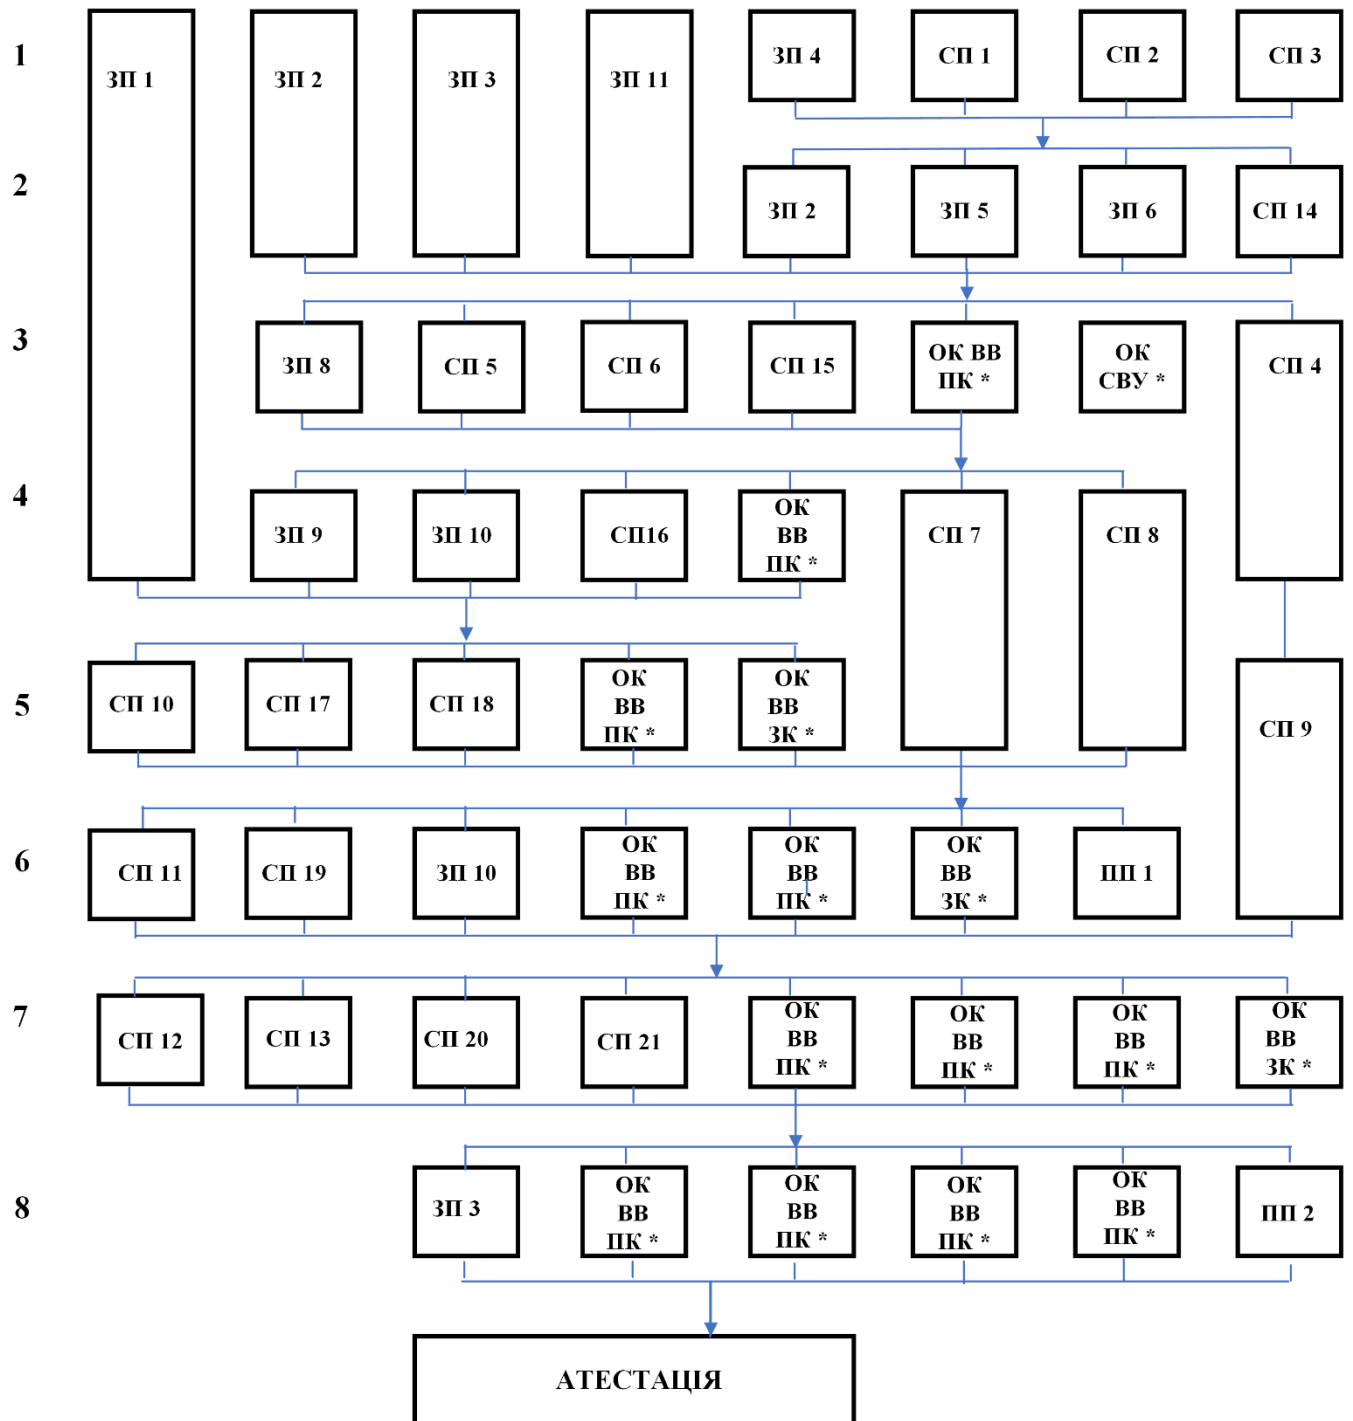 1
ЗП 1
ЗП 2
ЗП 3
ЗП 11
ЗП 4
СП 1
СП 2
СП 3
2
ЗП 2
ЗП 5
ЗП 6
СП 14
3
ЗП 8
СП 5
СП 6
СП 15
ОК ВВ
ПК *
ОК
СВУ *
СП 4
4
ЗП 9
ЗП 10
СП16
ОК
ВВ
ПК *
СП 7
СП 8
5
СП 10
СП 17
СП 18
ОК
ВВ
ПК *
ОК
ВВ
ЗК *
СП 9
6
СП 11
СП 19
ЗП 10
ОК
ВВ
ПК *
ОК
ВВ
ПК *
ОК
ВВ
ЗК *
ПП 1
7
СП 12
СП 13
СП 20
СП 21
ОК
ВВ
ПК *
ОК
ВВ
ПК *
ОК
ВВ
ПК *
ОК
ВВ
ЗК *
8
ЗП 3
ОК
ВВ
ПК *
ОК
ВВ
ПК *
ОК
ВВ
ПК *
ОК
ВВ
ПК *
ПП 2
АТЕСТАЦІЯ